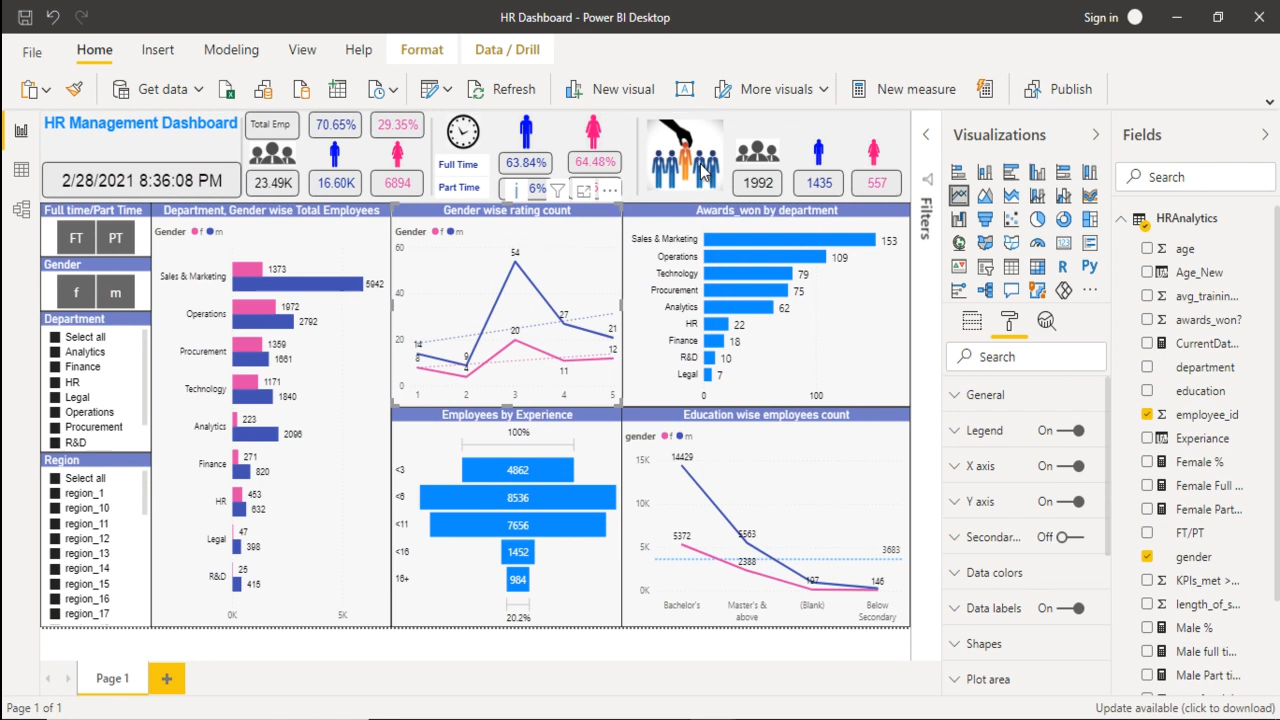 HR Dashboard - Power BI Desktop
Sign in
File
Home
Insert
Modeling
View
Help
Format
Data / Drill
Get data
Refresh
New visual
More visuals
New measure
Publish
HR Management Dashboard
2/28/2021 8:36:08 PM
Total Emp
70.65%
29.35%
23.49K
16.60K
6894
Full Time
63.84%
64.48%
Part Time
6%
1992
1435
557
Full time/Part Time
FT
PT
Gender
f
m
Department
Select all
Analytics
Finance
HR
Legal
Operations
Procurement
R&D
Region
Select all
region_1
region_10
region_11
region_12
region_13
region_14
region_15
region_16
region_17
Department, Gender wise Total Employees
Gender f m
Sales & Marketing
1373
5942
Operations
1972
2792
Procurement
1359
1661
Technology
1171
1840
Analytics
223
2096
Finance
271
820
HR
453
632
Legal
47
398
R&D
25
415
0K
5K
Gender wise rating count
Gender f m
60
40
20
0
14
8
9
4
54
20
27
11
21
12
1
2
3
4
5
Awards_won by department
Sales & Marketing
153
Operations
109
Technology
79
Procurement
75
Analytics
62
HR
22
Finance
18
R&D
10
Legal
7
0
100
Employees by Experience
100%
<3
4862
<6
8536
<11
7656
<16
1452
16+
984
20.2%
Education wise employees count
gender f m
15K
10K
5K
0K
14429
5372
5563
2388
197
146
3683
Bachelor's
Master's &
above
(Blank)
Below
Secondary
Filters
Visualizations
R
Py
Search
General
Legend
On
X axis
On
Y axis
On
Secondar...
Off
Data colors
Data labels
On
Shapes
Plot area
Fields
Search
HRAnalytics
age
Age_New
avg_trainin...
awards_won?
CurrentDat...
department
education
employee_id
Experiance
Female %
Female Full ...
Female Part...
FT/PT
gender
KPIs_met >...
length_of_s...
Male %
Male full ti...
Male Part ti...
Page 1
Page 1 of 1
Update available (click to download)